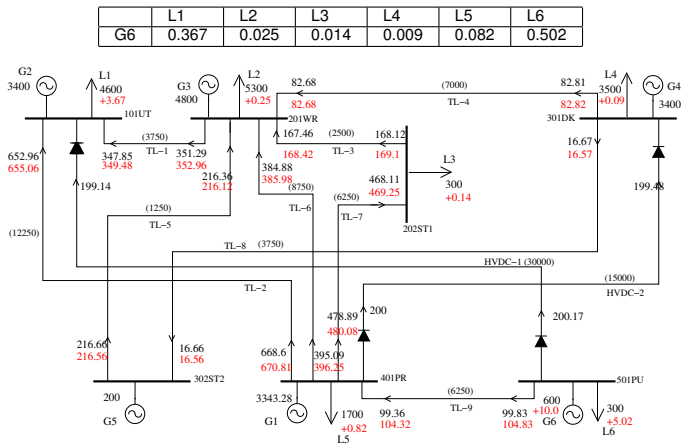 L1 L2 L3 L4 L5 L6
G6 0.367 0.025 0.014 0.009 0.082 0.502
G2
3400
L1
4600
+3.67
101UT
G3
4800
L2
5300
+0.25
201WR
82.68
82.68
(7000)
TL-4
82.81
82.82
L4
3500
+0.09
301DK
G4
3400
652.96
655.06
(12250)
199.14
347.85
349.48
(3750)
TL-1
351.29
352.96
216.36
216.12
167.46
168.42
(2500)
TL-3
168.12
169.1
384.88
385.98
(8750)
TL-6
468.11
469.25
(6250)
TL-7
L3
300
+0.14
202ST1
16.67
16.57
199.48
(1250)
TL-5
TL-8 (3750)
HVDC-1 (30000)
(15000)
HVDC-2
TL-2
216.66
216.56
16.66
16.56
302ST2
200
G5
668.6
670.81
395.09
396.25
478.89
480.08
200
200.17
401PR
3343.28
G1
1700
+0.82
L5
99.36
104.32
(6250)
TL-9
99.83
104.83
501PU
600
+10.0
G6
300
+5.02
L6